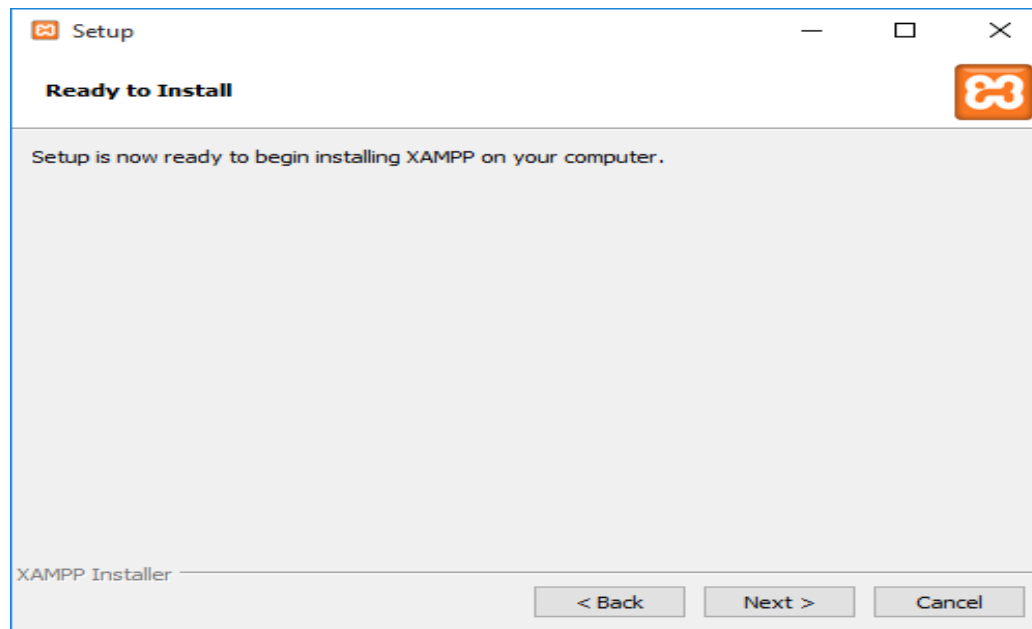 Setup
Ready to Install
Setup is now ready to begin installing XAMPP on your computer.
XAMPP Installer
< Back Next > Cancel